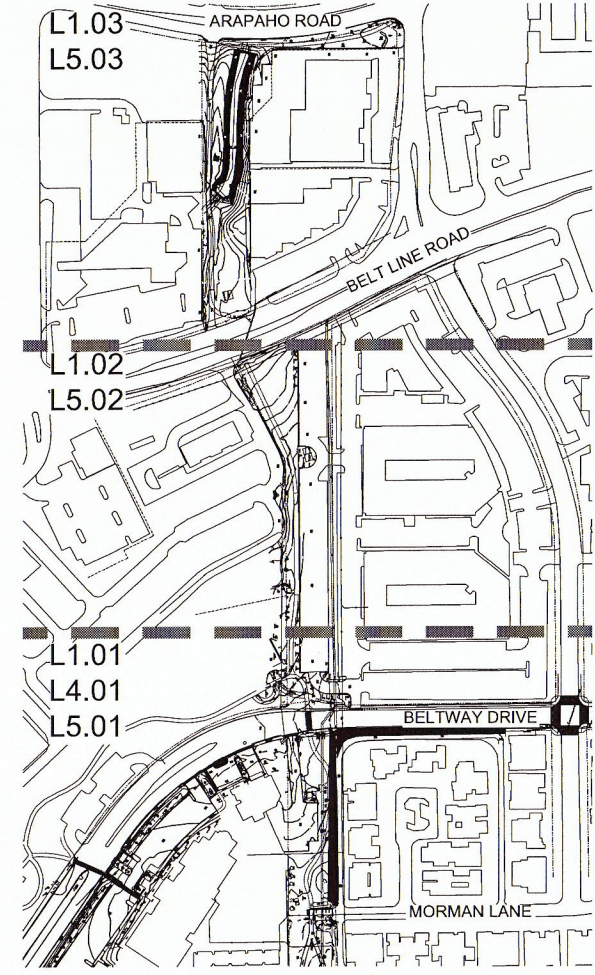 L1.03
ARAPAHO ROAD
L5.03
BELT LINE ROAD
L1.02
L5.02
L1.01
L4.01
L5.01
BELTWAY DRIVE
MORMAN LANE